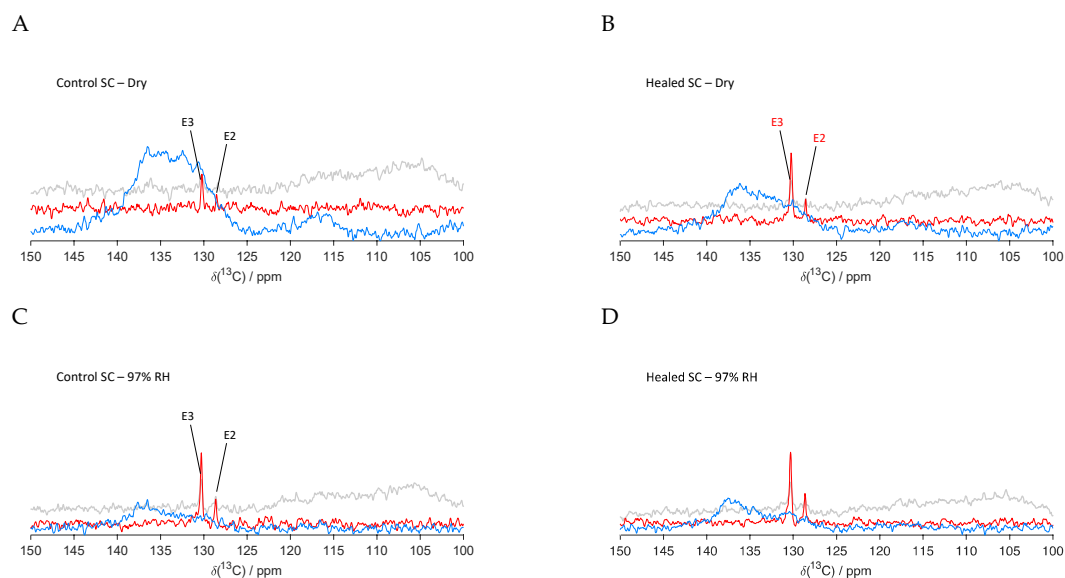 A
B
Control SC – Dry
Healed SC – Dry
E3
E2
E3
E2
150 145 140 135 130 125 120 115 110 105 100
150 145 140 135 130 125 120 115 110 105 100
δ(¹³C) / ppm
δ(¹³C) / ppm
C
D
Control SC – 97% RH
Healed SC – 97% RH
E3
E2
150 145 140 135 130 125 120 115 110 105 100
150 145 140 135 130 125 120 115 110 105 100
δ(¹³C) / ppm
δ(¹³C) / ppm